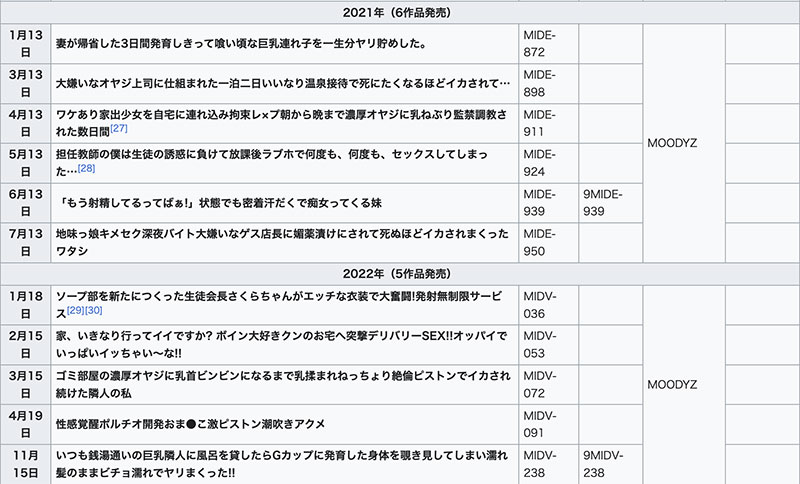 2021年（6作品発売）
1月13日
妻が帰省した3日間発育しきって喰い頃な巨乳連れ子を一生分ヤリ貯めした。
MIDE-
872
3月13日
大嫌いなオヤジ上司に仕組まれた一泊二日いいなり温泉接待で死にたくなるほどイカされて…
MIDE-
898
4月13日
ワケあり家出少女を自宅に連れ込み拘束レ×プ朝から晩まで濃厚オヤジに乳ねぶり監禁調教さ
れた数日間[27]
MIDE-
911
5月13日
担任教師の僕は生徒の誘惑に負けて放課後ラブホで何度も、何度も、セックスしてしまっ
た…[28]
MIDE-
924
6月13日
「もう射精してるってばぁ!」状態でも密着汗だくで痴女ってくる妹
MIDE-
939
9MIDE-
939
7月13日
地味っ娘キメセク深夜バイト大嫌いなゲス店長に媚薬漬けにされて死ぬほどイカされまくった
ワタシ
MIDE-
950
MOODYZ
2022年（5作品発売）
1月18日
ソープ部を新たにつくった生徒会長さくらちゃんがエッチな衣装で大奮闘!発射無制限サービ
ス[29][30]
MIDV-
036
2月15日
家、いきなり行ってイイですか? ボイン大好きクンのお宅へ突撃デリバリーSEX!!オッパイで
いっぱいイッちゃい〜な!!
MIDV-
053
3月15日
ゴミ部屋の濃厚オヤジに乳首ビンビンになるまで乳揉まれねっちょり絶倫ピストンでイカされ
続けた隣人の私
MIDV-
072
4月19日
性感覚醒ポルチオ開発おま●こ激ピストン潮吹きアクメ
MIDV-
091
11月
15日
いつも銭湯通いの巨乳隣人に風呂を貸したらGカップに発育した身体を覗き見してしまい濡れ
髪のままビチョ濡れでヤリまくった!!
MIDV-
238
9MIDV-
238
MOODYZ